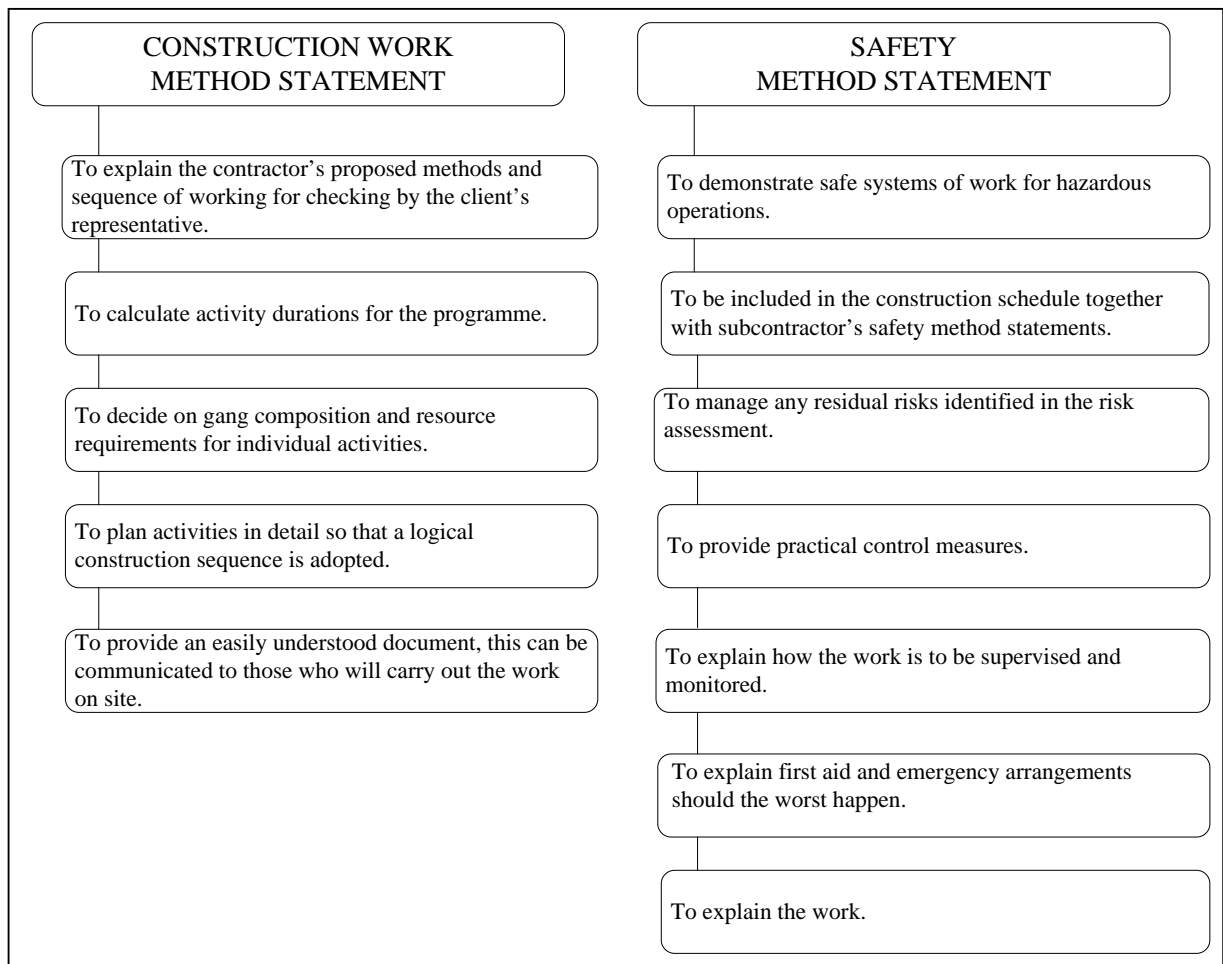 CONSTRUCTION WORK
METHOD STATEMENT
To explain the contractor’s proposed methods and
sequence of working for checking by the client’s
representative.
To calculate activity durations for the programme.
To decide on gang composition and resource
requirements for individual activities.
To plan activities in detail so that a logical
construction sequence is adopted.
To provide an easily understood document, this can be
communicated to those who will carry out the work
on site.
SAFETY
METHOD STATEMENT
To demonstrate safe systems of work for hazardous
operations.
To be included in the construction schedule together
with subcontractor’s safety method statements.
To manage any residual risks identified in the risk
assessment.
To provide practical control measures.
To explain how the work is to be supervised and
monitored.
To explain first aid and emergency arrangements
should the worst happen.
To explain the work.